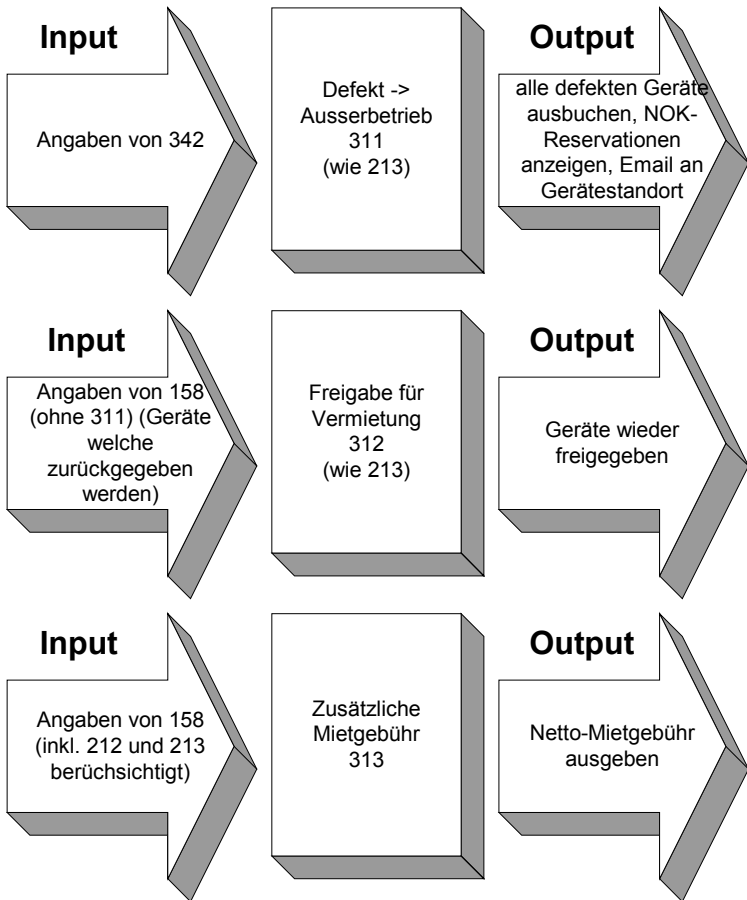 Input
Angaben von 342
Defekt ->
Ausserbetrieb
311
(wie 213)
Output
alle defekten Geräte
ausbuchen, NOK-
Reservationen
anzeigen, Email an
Gerätestandort
Input
Angaben von 158
(ohne 311) (Geräte
welche
zurückgegeben
werden)
Freigabe für
Vermietung
312
(wie 213)
Output
Geräte wieder
freigegeben
Input
Angaben von 158
(inkl. 212 und 213
berüchsichtigt)
Zusätzliche
Mietgebühr
313
Output
Netto-Mietgebühr
ausgeben